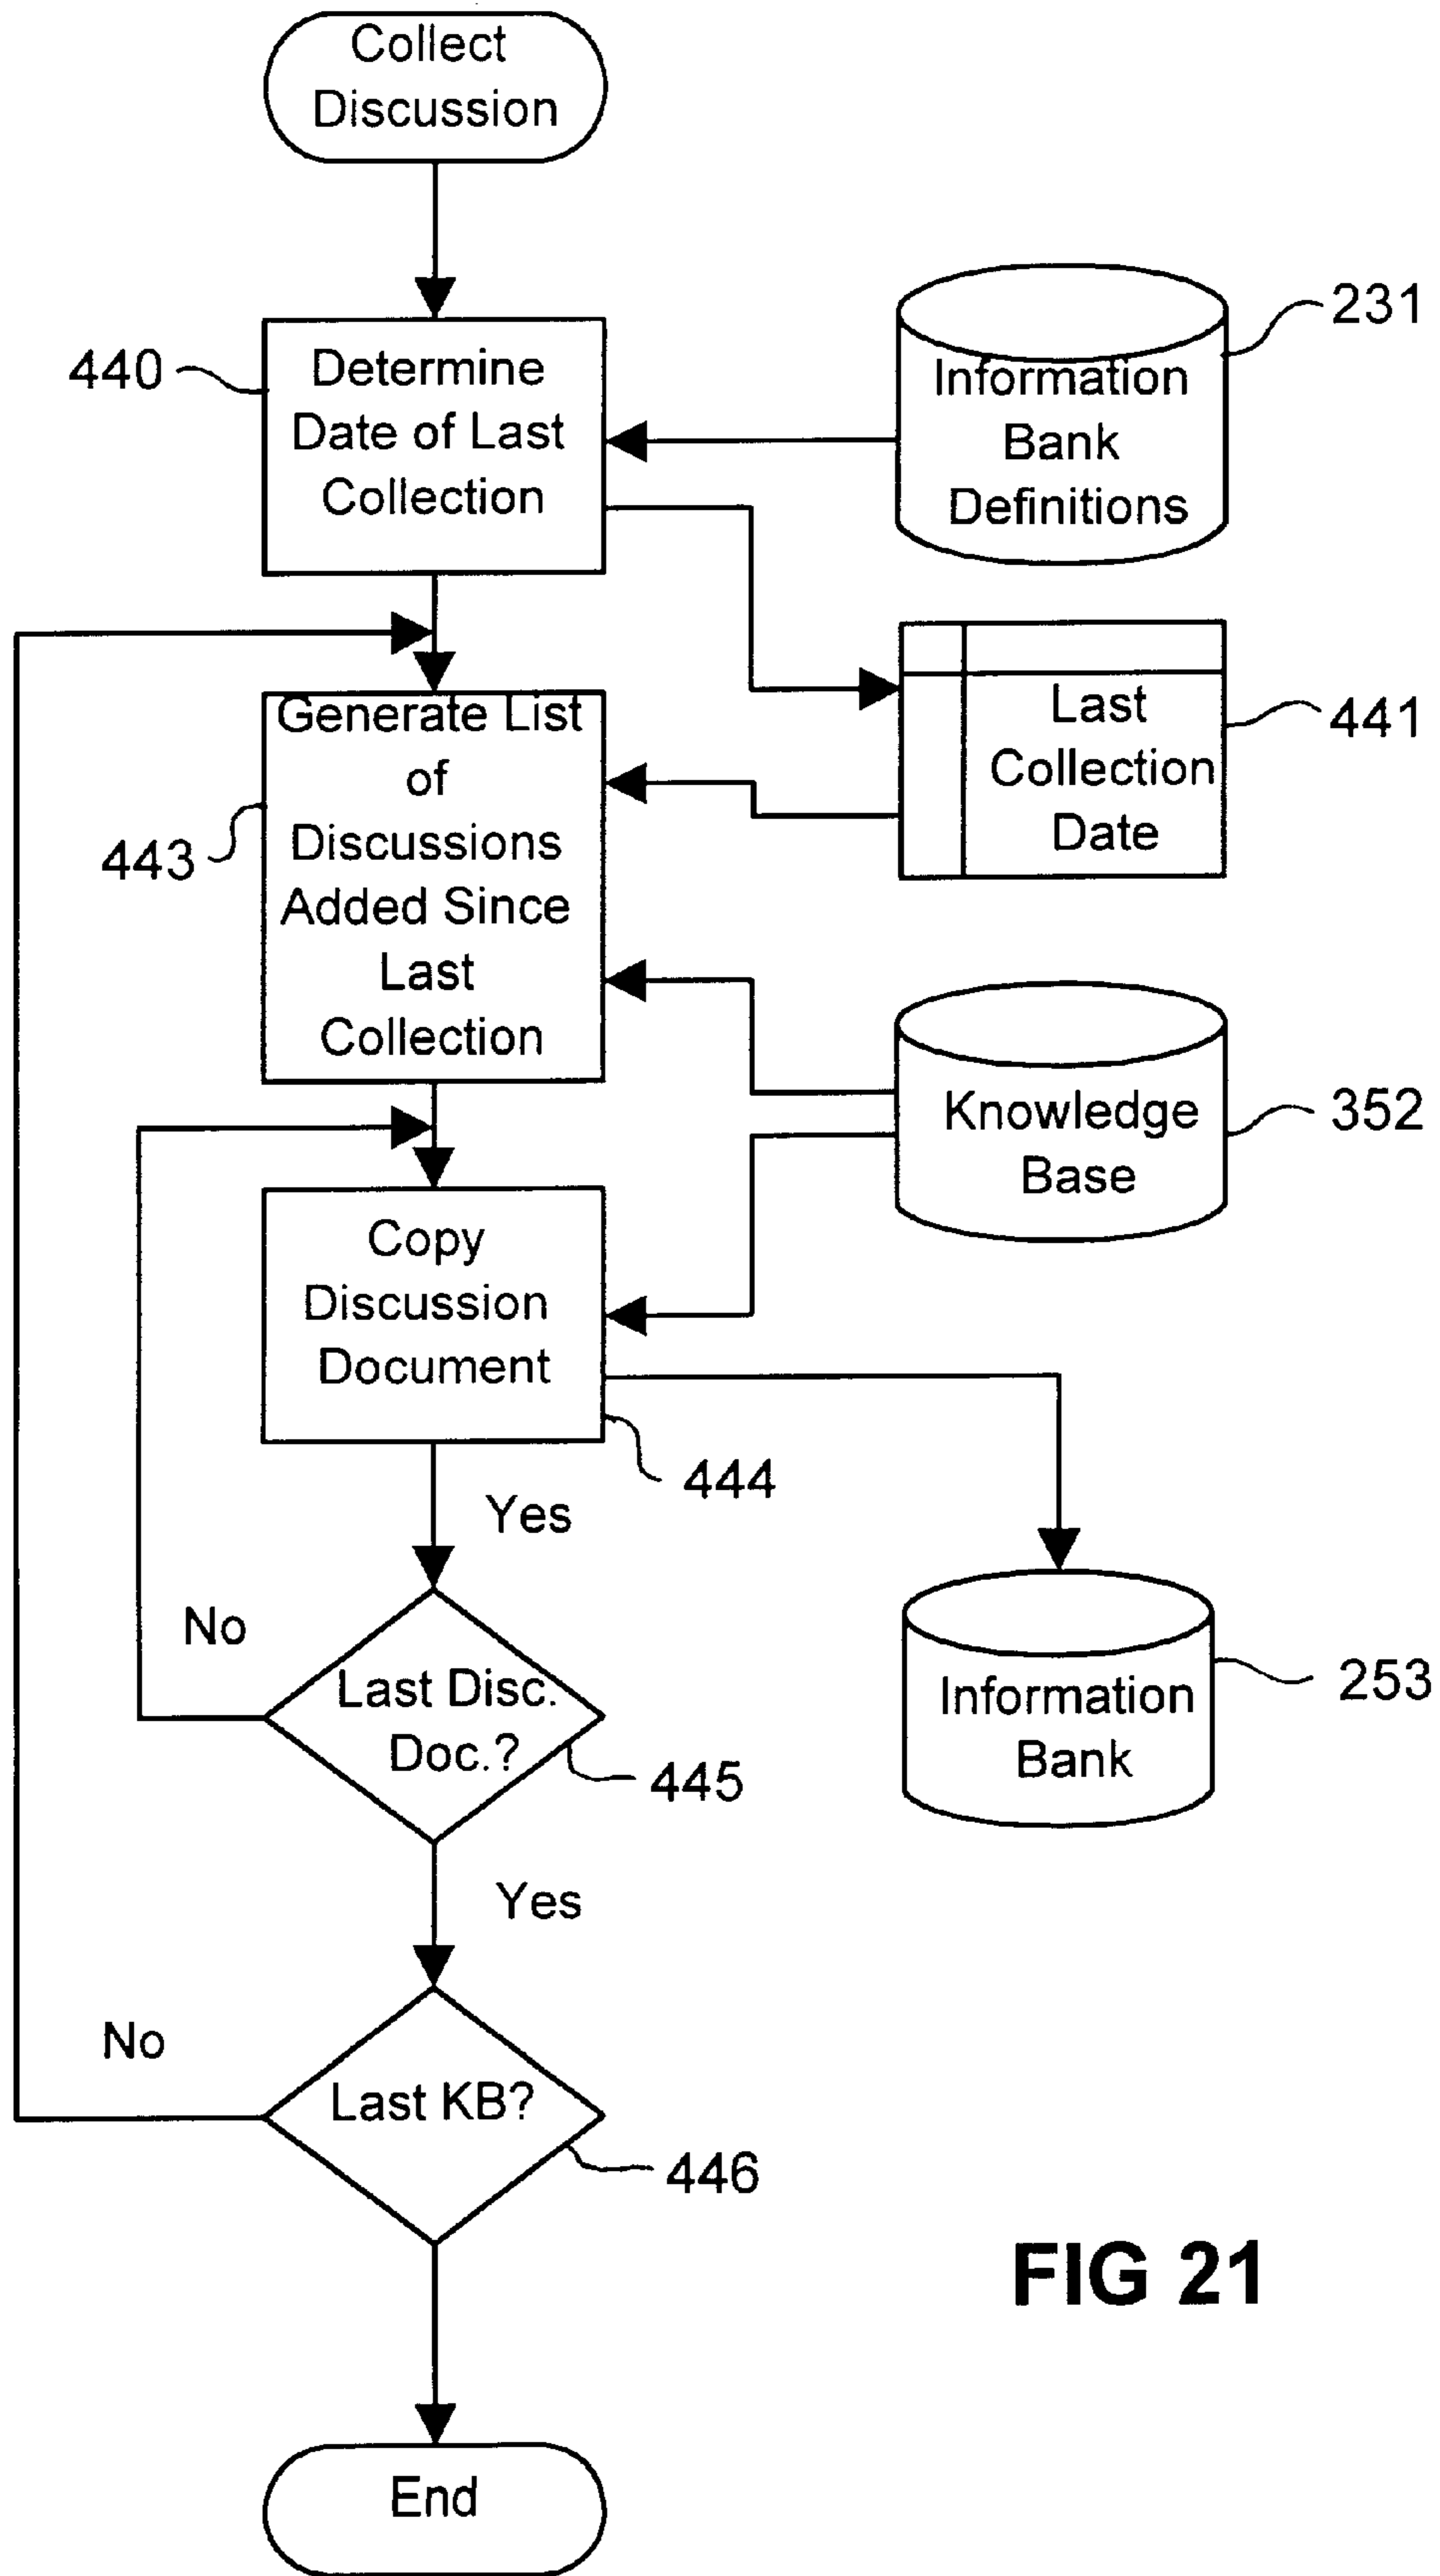 Collect
Discussion
440
Determine
Date of Last
Collection
Information
Bank
Definitions
231
Last
Collection
Date
441
443
Generate List
of
Discussions
Added Since
Last
Collection
Knowledge
Base
352
Copy
Discussion
Document
444
Yes
No
Last Disc.
Doc.?
445
Information
Bank
253
Yes
No
Last KB?
446
FIG 21
End